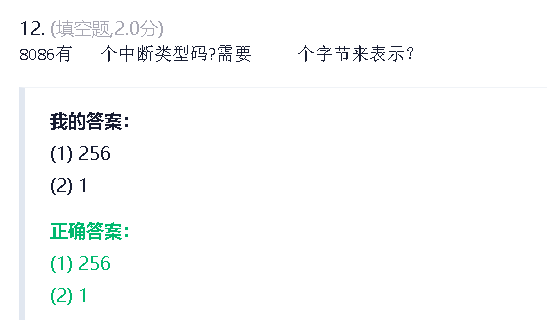 12. (填空题,2.0分)
8086有 个中断类型码?需要 个字节来表示?
我的答案:
(1) 256
(2) 1
正确答案:
(1) 256
(2) 1